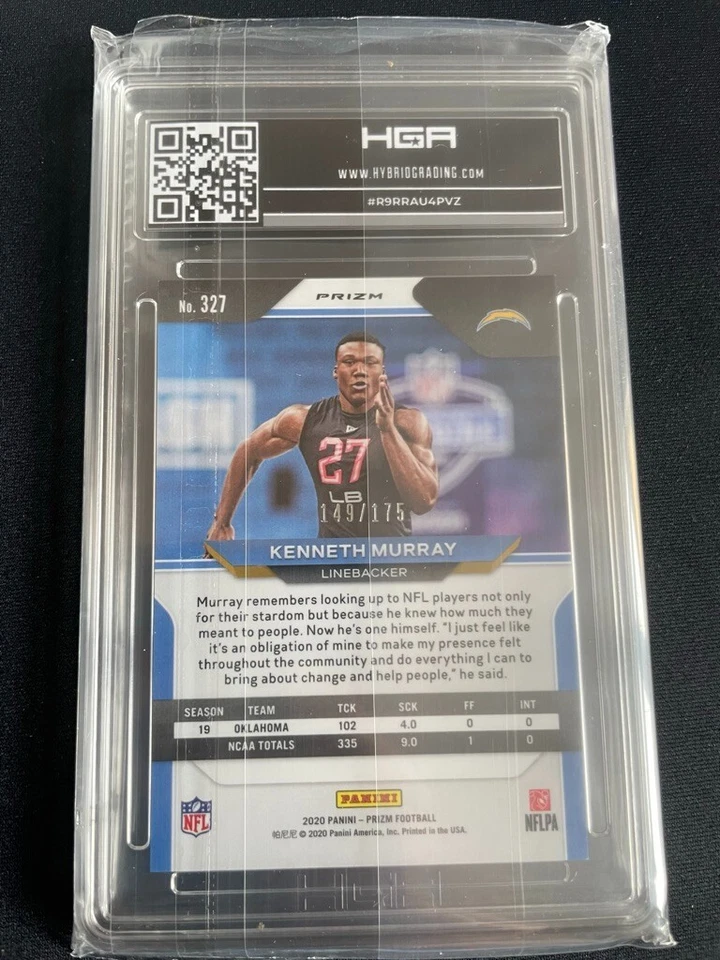 HGA
WWW.HYBRIDGRADING.COM
#R9RRAU4PVZ
No. 327
PRIZM
NFL
27
LB
149/175
KENNETH MURRAY
LINEBACKER
Murray remembers looking up to NFL players not only
for their stardom but because he knew how much they
meant to people. Now he's one himself. "I just feel like
it's an obligation of mine to make my presence felt
throughout the community and do everything I can to
bring about change and help people," he said.
SEASON TEAM TCK SCK FF INT
19 OKLAHOMA 102 4.0 0 0
NCAA TOTALS 335 9.0 1 0
PANINI
NFL
2020 PANINI – PRIZM FOOTBALL
帕尼尼 © 2020 Panini America, Inc. Printed in the USA.
NFLPA
HGA